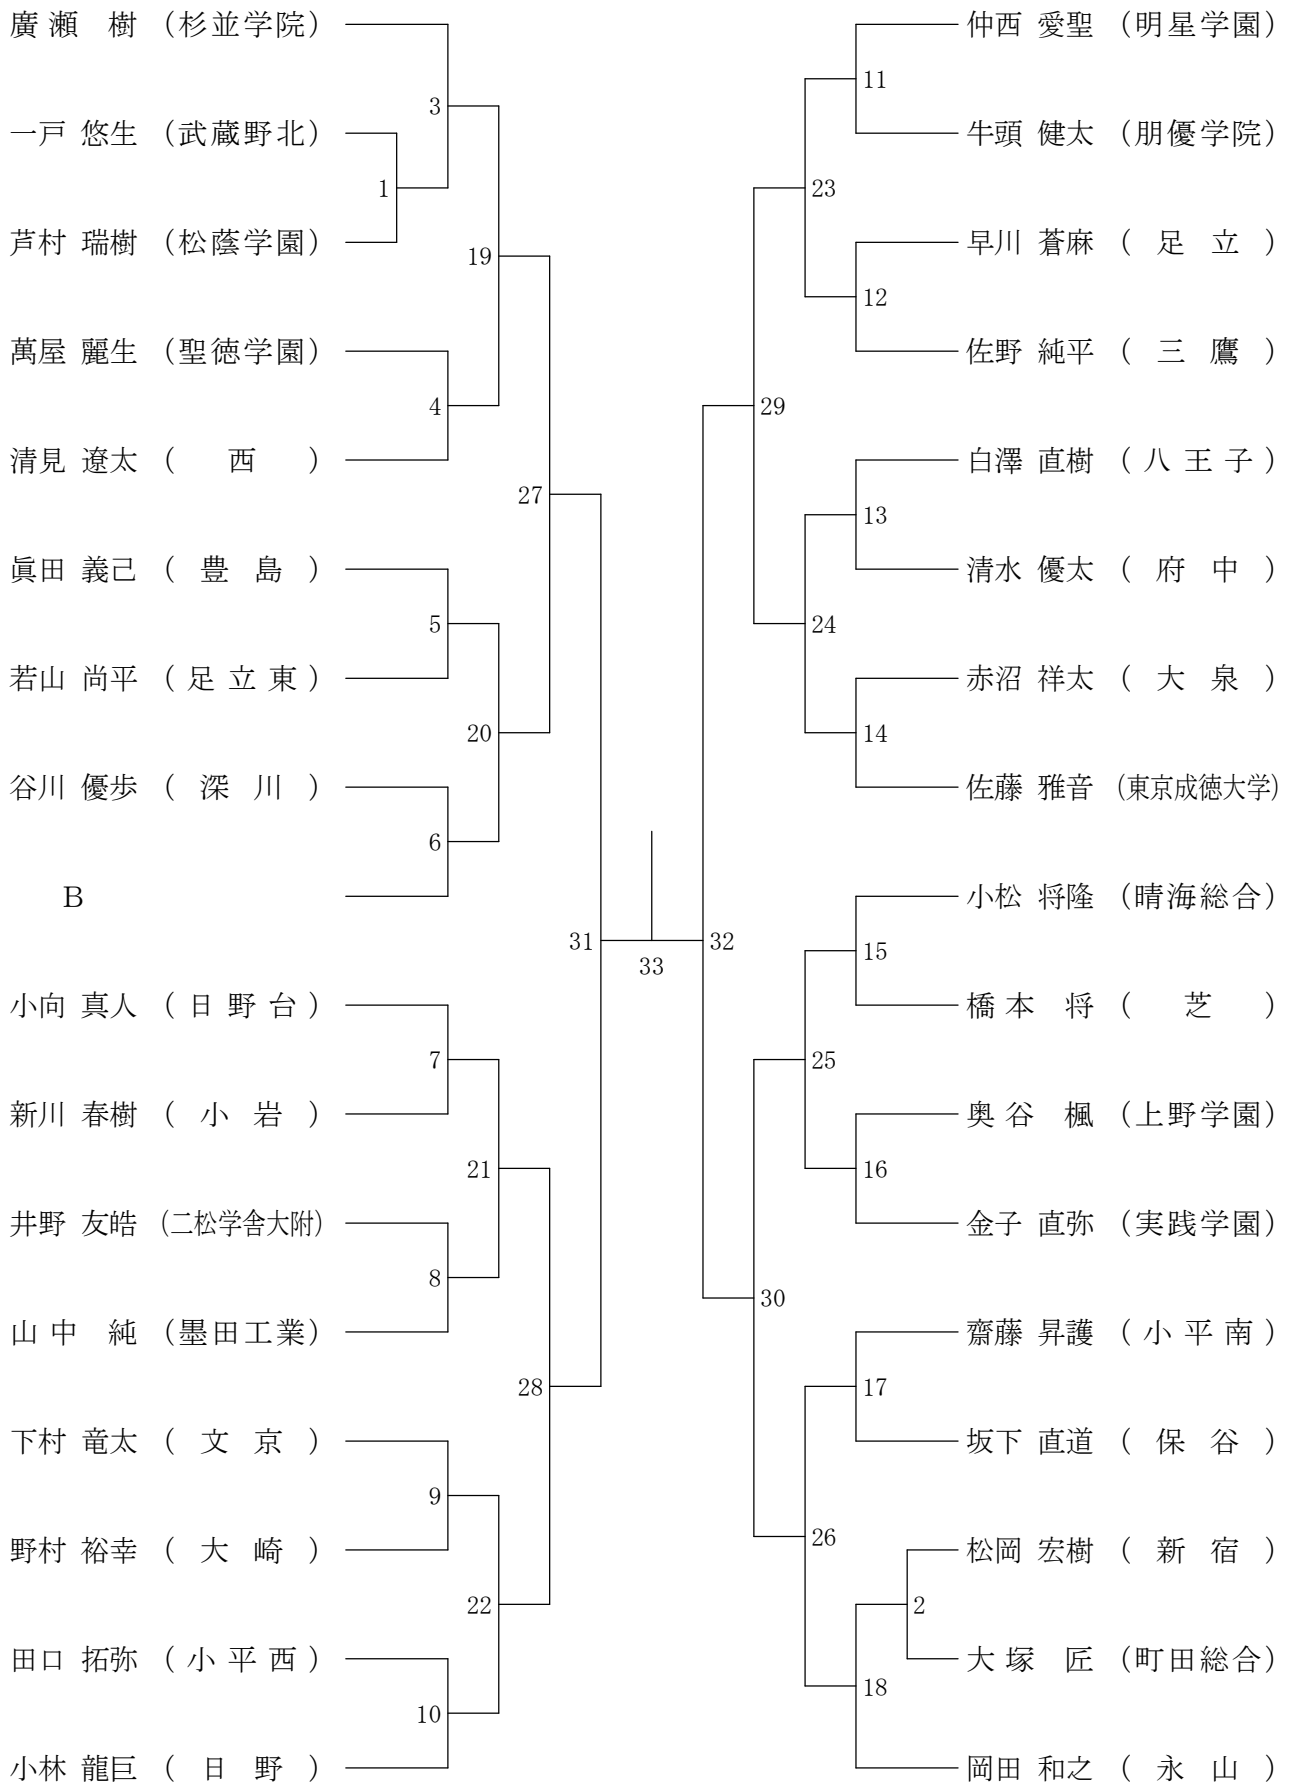 廣瀬 樹 （杉並学院）
一戸 悠生 （武蔵野北）
芦村 瑞樹 （松蔭学園）
萬屋 麗生 （聖徳学園）
清見 遼太 （ 西 ）
眞田 義己 （ 豊 島 ）
若山 尚平 （ 足 立 東 ）
谷川 優歩 （ 深 川 ）
B
小向 真人 （ 日 野 台 ）
新川 春樹 （ 小 岩 ）
井野 友皓 （二松学舎大附）
山中 純 （墨田工業）
下村 竜太 （ 文 京 ）
野村 裕幸 （ 大 崎 ）
田口 拓弥 （ 小 平 西 ）
小林 龍巨 （ 日 野 ）
1
3
4
5
6
7
8
9
10
19
20
21
22
27
28
31
33
32
29
30
23
24
25
26
11
12
13
14
15
16
17
18
2
仲西 愛聖 （明星学園）
牛頭 健太 （朋優学院）
早川 蒼麻 （ 足 立 ）
佐野 純平 （ 三 鷹 ）
白澤 直樹 （ 八 王 子 ）
清水 優太 （ 府 中 ）
赤沼 祥太 （ 大 泉 ）
佐藤 雅音 （東京成徳大学）
小松 将隆 （晴海総合）
橋本 将 （ 芝 ）
奥谷 楓 （上野学園）
金子 直弥 （実践学園）
齋藤 昇護 （ 小 平 南 ）
坂下 直道 （ 保 谷 ）
松岡 宏樹 （ 新 宿 ）
大塚 匠 （町田総合）
岡田 和之 （ 永 山 ）